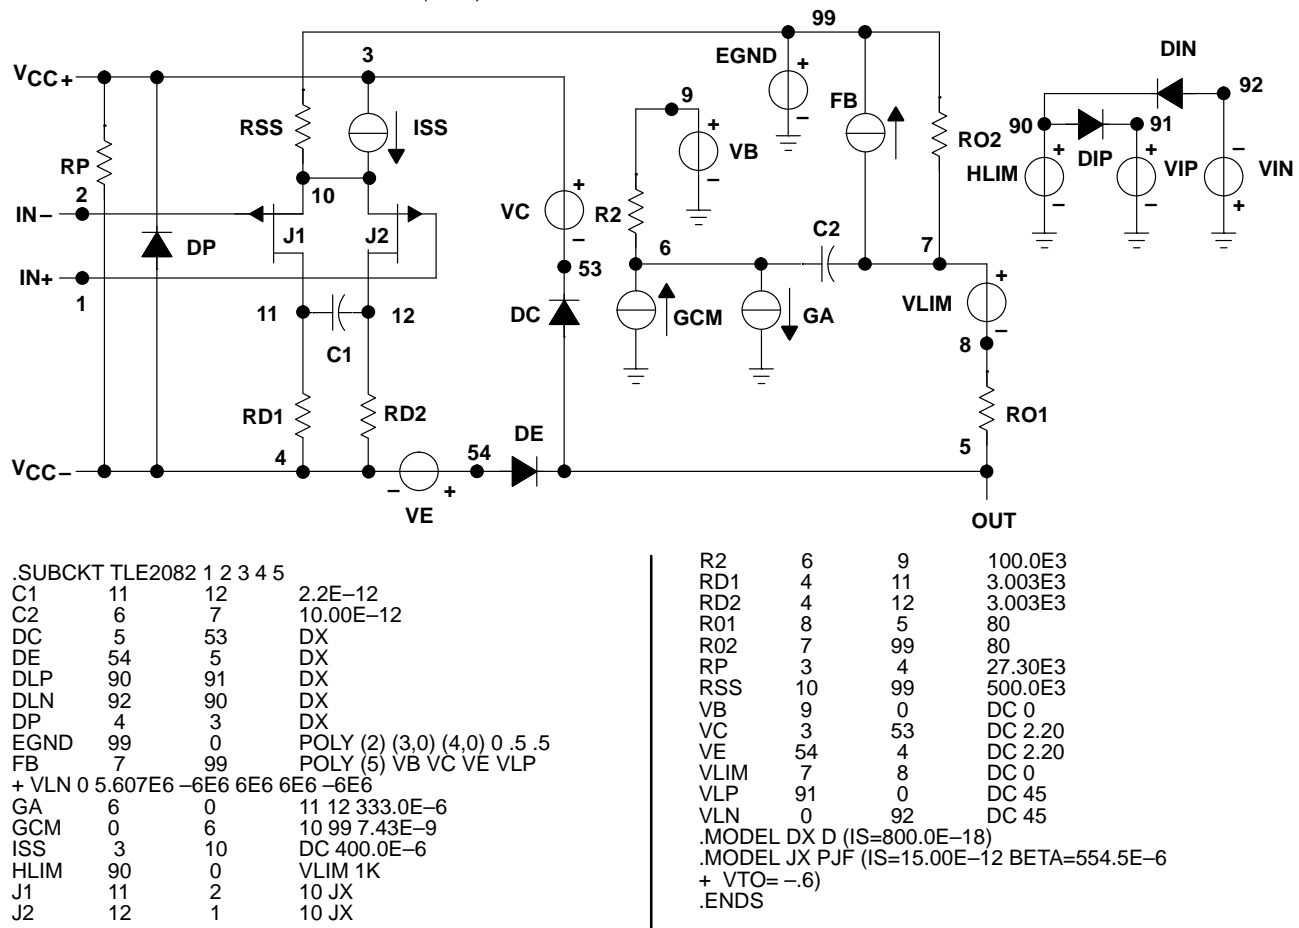 99
3
DIN
VCC+
EGND
+
–
9
FB
92
RSS
ISS
+
VB
–
RO2
90
91
DIP
RP
10
+
HLIM
–
+
VIP
–
–
VIN
+
2
IN–
J1
J2
+
VC
–
R2
C2
DP
6
7
IN+
1
53
+
VLIM
–
11
12
DC
GCM
GA
8
C1
RD1
RD2
RO1
DE
54
5
4
VCC–
–
+
VE
OUT
.SUBCKT TLE2082 1 2 3 4 5
C1 11 12 2.2E–12
C2 6 7 10.00E–12
DC 5 53 DX
DE 54 5 DX
DLP 90 91 DX
DLN 92 90 DX
DP 4 3 DX
EGND 99 0 POLY (2) (3,0) (4,0) 0 .5 .5
FB 7 99 POLY (5) VB VC VE VLP
+ VLN 0 5.607E6 –6E6 6E6 6E6 –6E6
GA 6 0 11 12 333.0E–6
GCM 0 6 10 99 7.43E–9
ISS 3 10 DC 400.0E–6
HLIM 90 0 VLIM 1K
J1 11 2 10 JX
J2 12 1 10 JX
R2 6 9 100.0E3
RD1 4 11 3.003E3
RD2 4 12 3.003E3
R01 8 5 80
R02 7 99 80
RP 3 4 27.30E3
RSS 10 99 500.0E3
VB 9 0 DC 0
VC 3 53 DC 2.20
VE 54 4 DC 2.20
VLIM 7 8 DC 0
VLP 91 0 DC 45
VLN 0 92 DC 45
.MODEL DX D (IS=800.0E–18)
.MODEL JX PJF (IS=15.00E–12 BETA=554.5E–6
+ VTO= –.6)
.ENDS